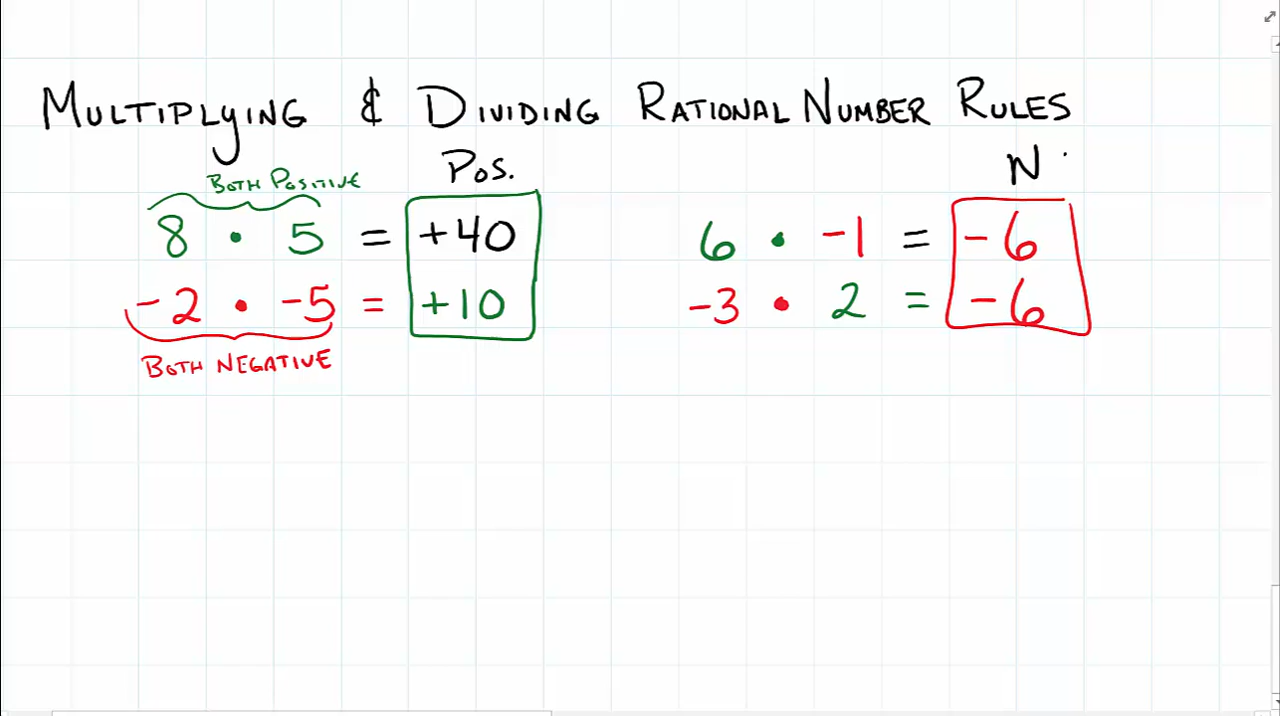 MULTIPLYING & DIVIDING RATIONAL NUMBER RULES
POS. N
BOTH POSITIVE
8 • 5 = +40 6 • -1 = -6
-2 • -5 = +10 -3 • 2 = -6
BOTH NEGATIVE